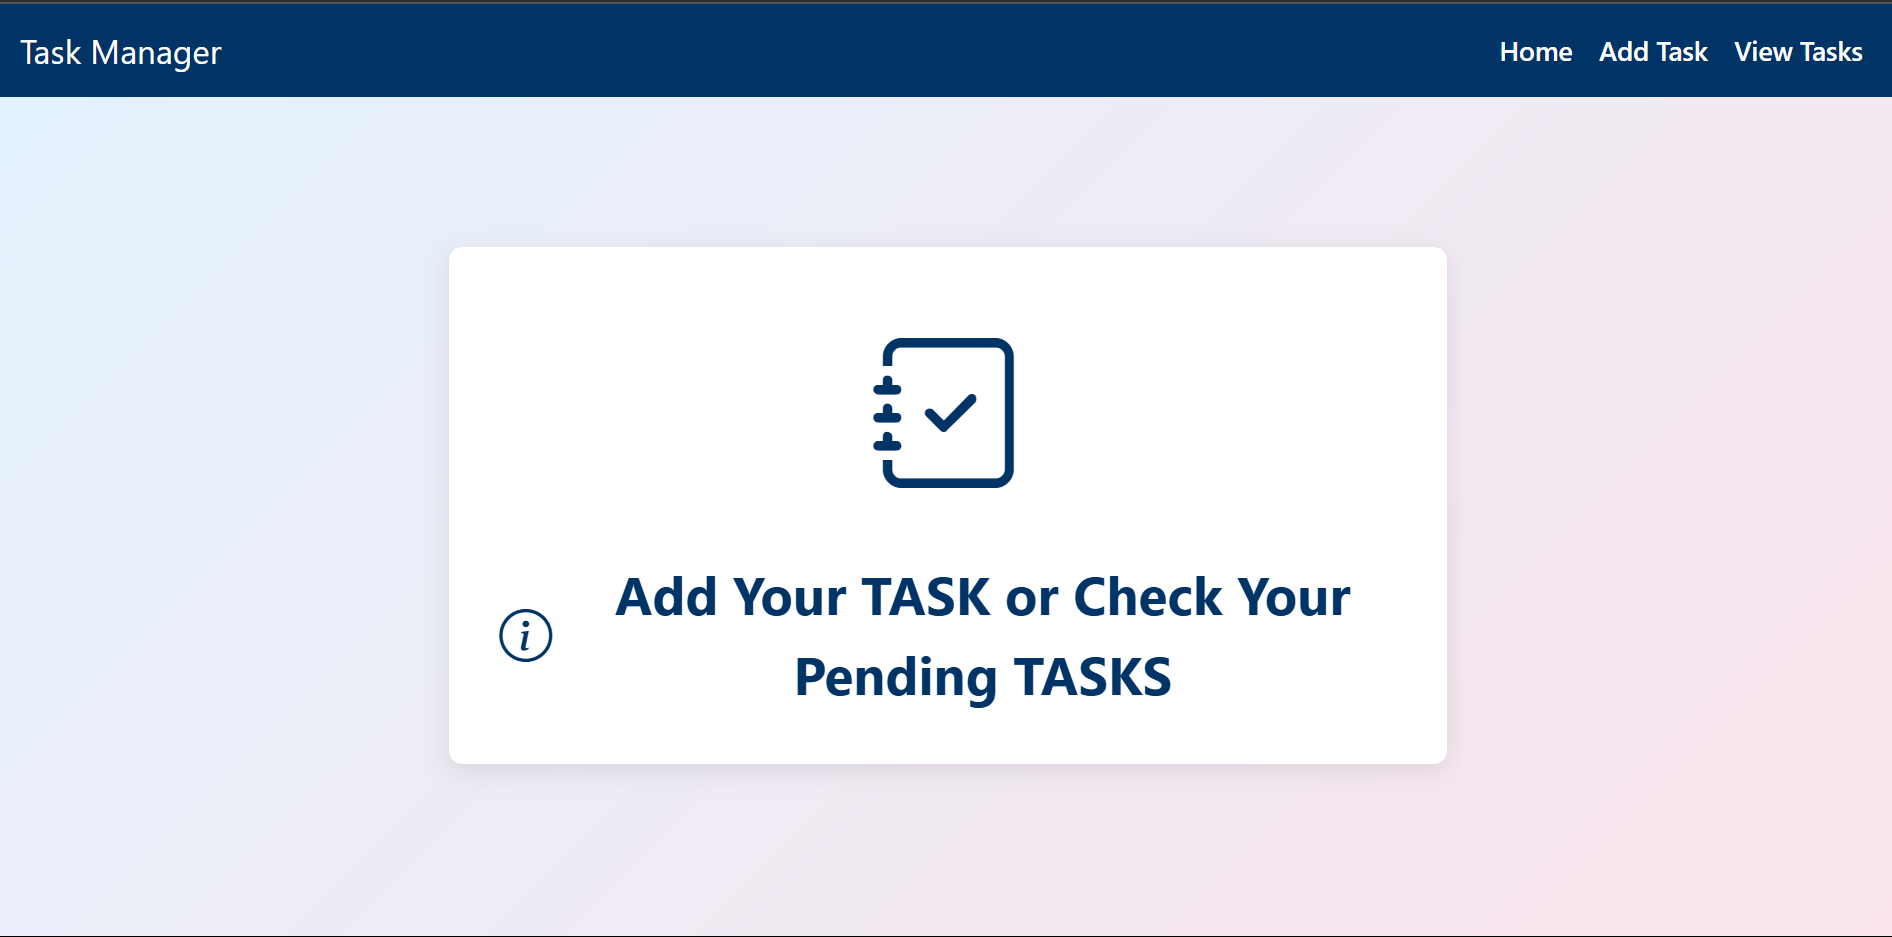 Task Manager
Home Add Task View Tasks
Add Your TASK or Check Your
i
Pending TASKS